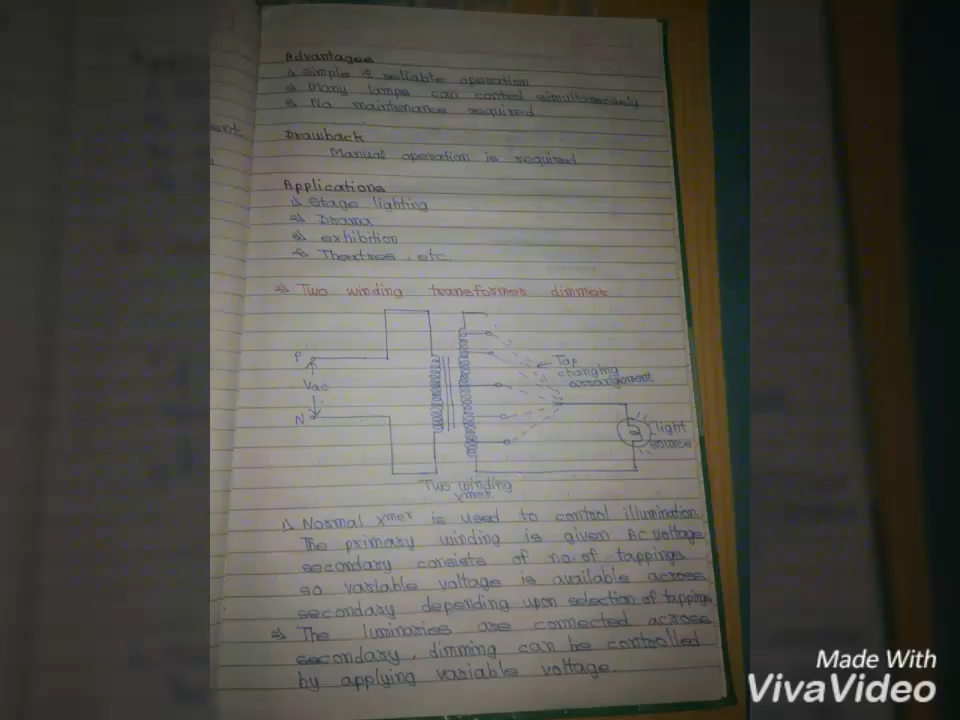 Advantages
1) Simple & reliable operation
2) Many lamps can control simultaneously
3) No maintenance required
Drawback
Manual operation is required
Applications
1) Stage lighting
2) Drama
3) exhibition
4) Theatres, etc.
2) Two winding transformer dimmer
P
Vac
N
Tap
changing
arrangement
light
source
Two winding
xmer
1) Normal xmer is used to control illumination.
The primary winding is given AC voltage
secondary consists of no. of tappings
so variable voltage is available across
secondary depending upon selection of tappings
2) The luminaries are connected across
secondary, dimming can be controlled
by applying variable voltage
Made With
VivaVideo